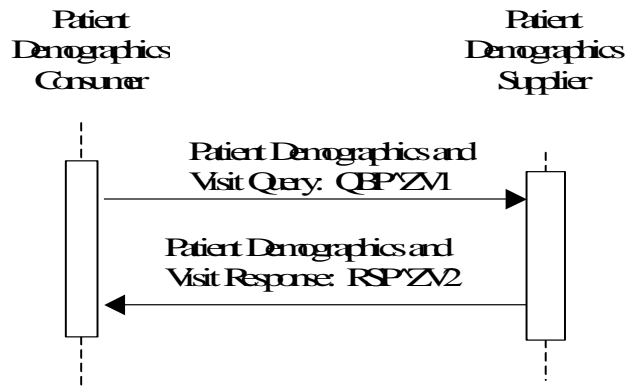 Patient
Demographics
Consumer
Patient
Demographics
Supplier
Patient Demographics and
Visit Query: QBP^ZV1
Patient Demographics and
Visit Response: RSP^ZV2